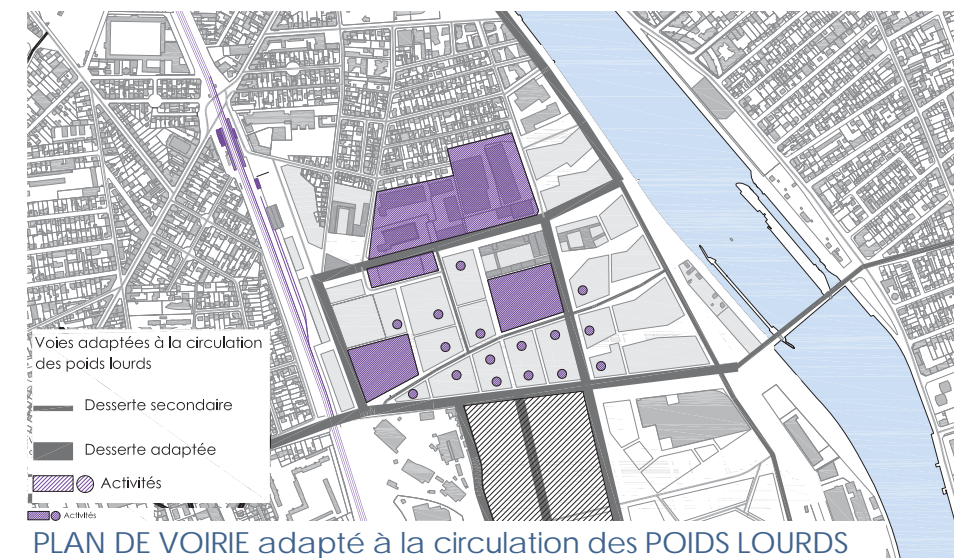 Voies adaptées à la circulation
des poids lourds
Desserte secondaire
Desserte adaptée
Activités
Activités
PLAN DE VOIRIE adapté à la circulation des POIDS LOURDS